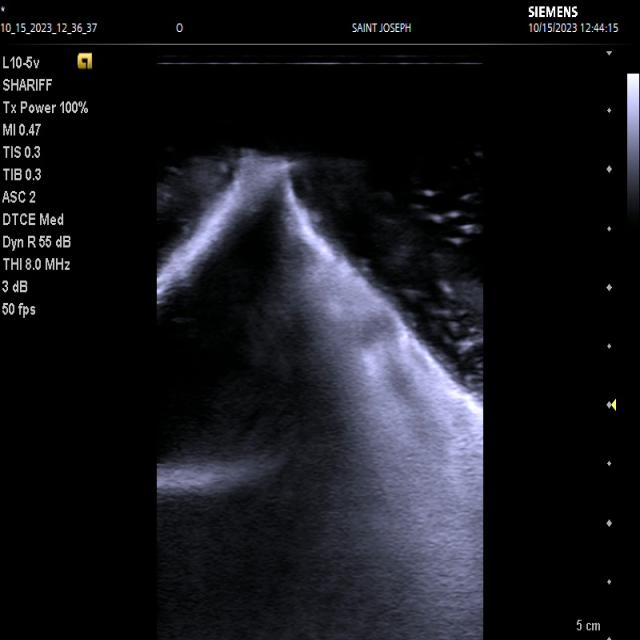 *
SIEMENS
10_15_2023_12_36_37 O SAINT JOSEPH 10/15/2023 12:44:15
L10-5v
SHARIFF
Tx Power 100%
MI 0.47
TIS 0.3
TIB 0.3
ASC 2
DTCE Med
Dyn R 55 dB
THI 8.0 MHz
3 dB
50 fps
5 cm